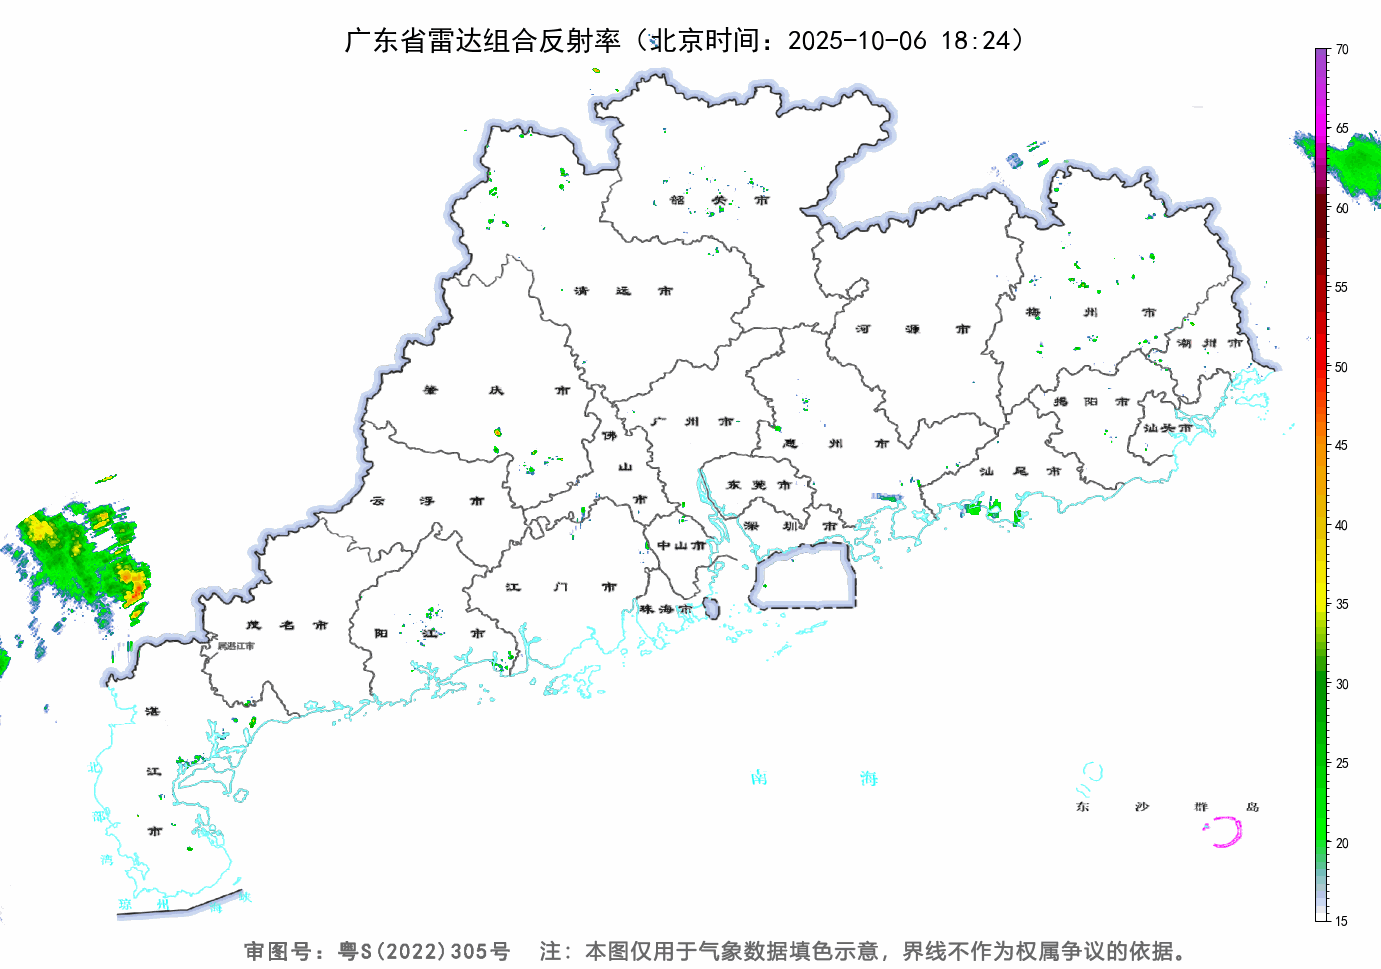 广东省雷达组合反射率（北京时间：2025-10-06 18:24）
70
65
60
55
50
45
40
35
30
25
20
15
韶关市
清远市
河源市
梅州市
潮州市
肇庆市
广州市
揭阳市
汕头市
佛山市
惠州市
汕尾市
云浮市
东莞市
深圳市
中山市
江门市
珠海市
茂名市
阳江市
属湛江市
湛江市
北部湾
琼州海峡
南海
东沙群岛
审图号：粤S(2022)305号　注：本图仅用于气象数据填色示意，界线不作为权属争议的依据。